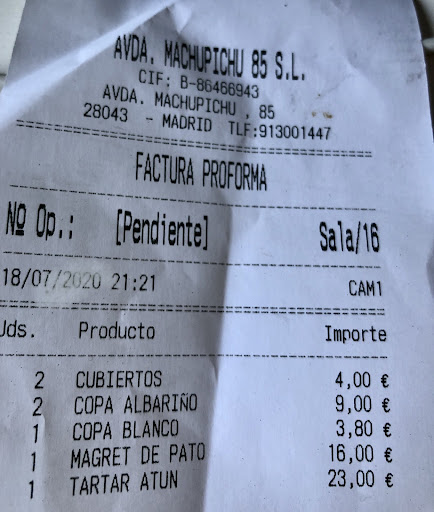 AVDA. MACHUPICHU 85 S.L.
CIF: B-86466943
AVDA. MACHUPICHU , 85
28043 - MADRID TLF:913001447
FACTURA PROFORMA
Nº Op.: [Pendiente] Sala/16
18/07/2020 21:21 CAM1
Uds. Producto Importe
2 CUBIERTOS 4,00 €
2 COPA ALBARIÑO 9,00 €
1 COPA BLANCO 3,80 €
1 MAGRET DE PATO 16,00 €
1 TARTAR ATUN 23,00 €